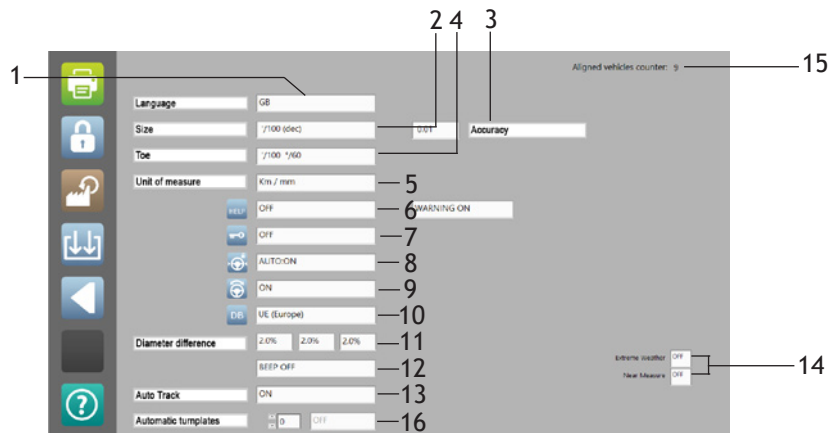 2 4 3
Aligned vehicles counter: 9 15
1
Language GB
Size °/100 (dec) 0.01 Accuracy
Toe °/100 °/60
Unit of measure Km / mm 5
HELP OFF 6 WARNING ON
OFF 7
AUTO:ON 8
ON 9
DB UE (Europe) 10
Diameter difference 2.0% 2.0% 2.0% 11
BEEP OFF 12
Extreme Weather OFF
Near Measure OFF
14
Auto Track ON 13
?
Automatic turnplates 0 OFF 16